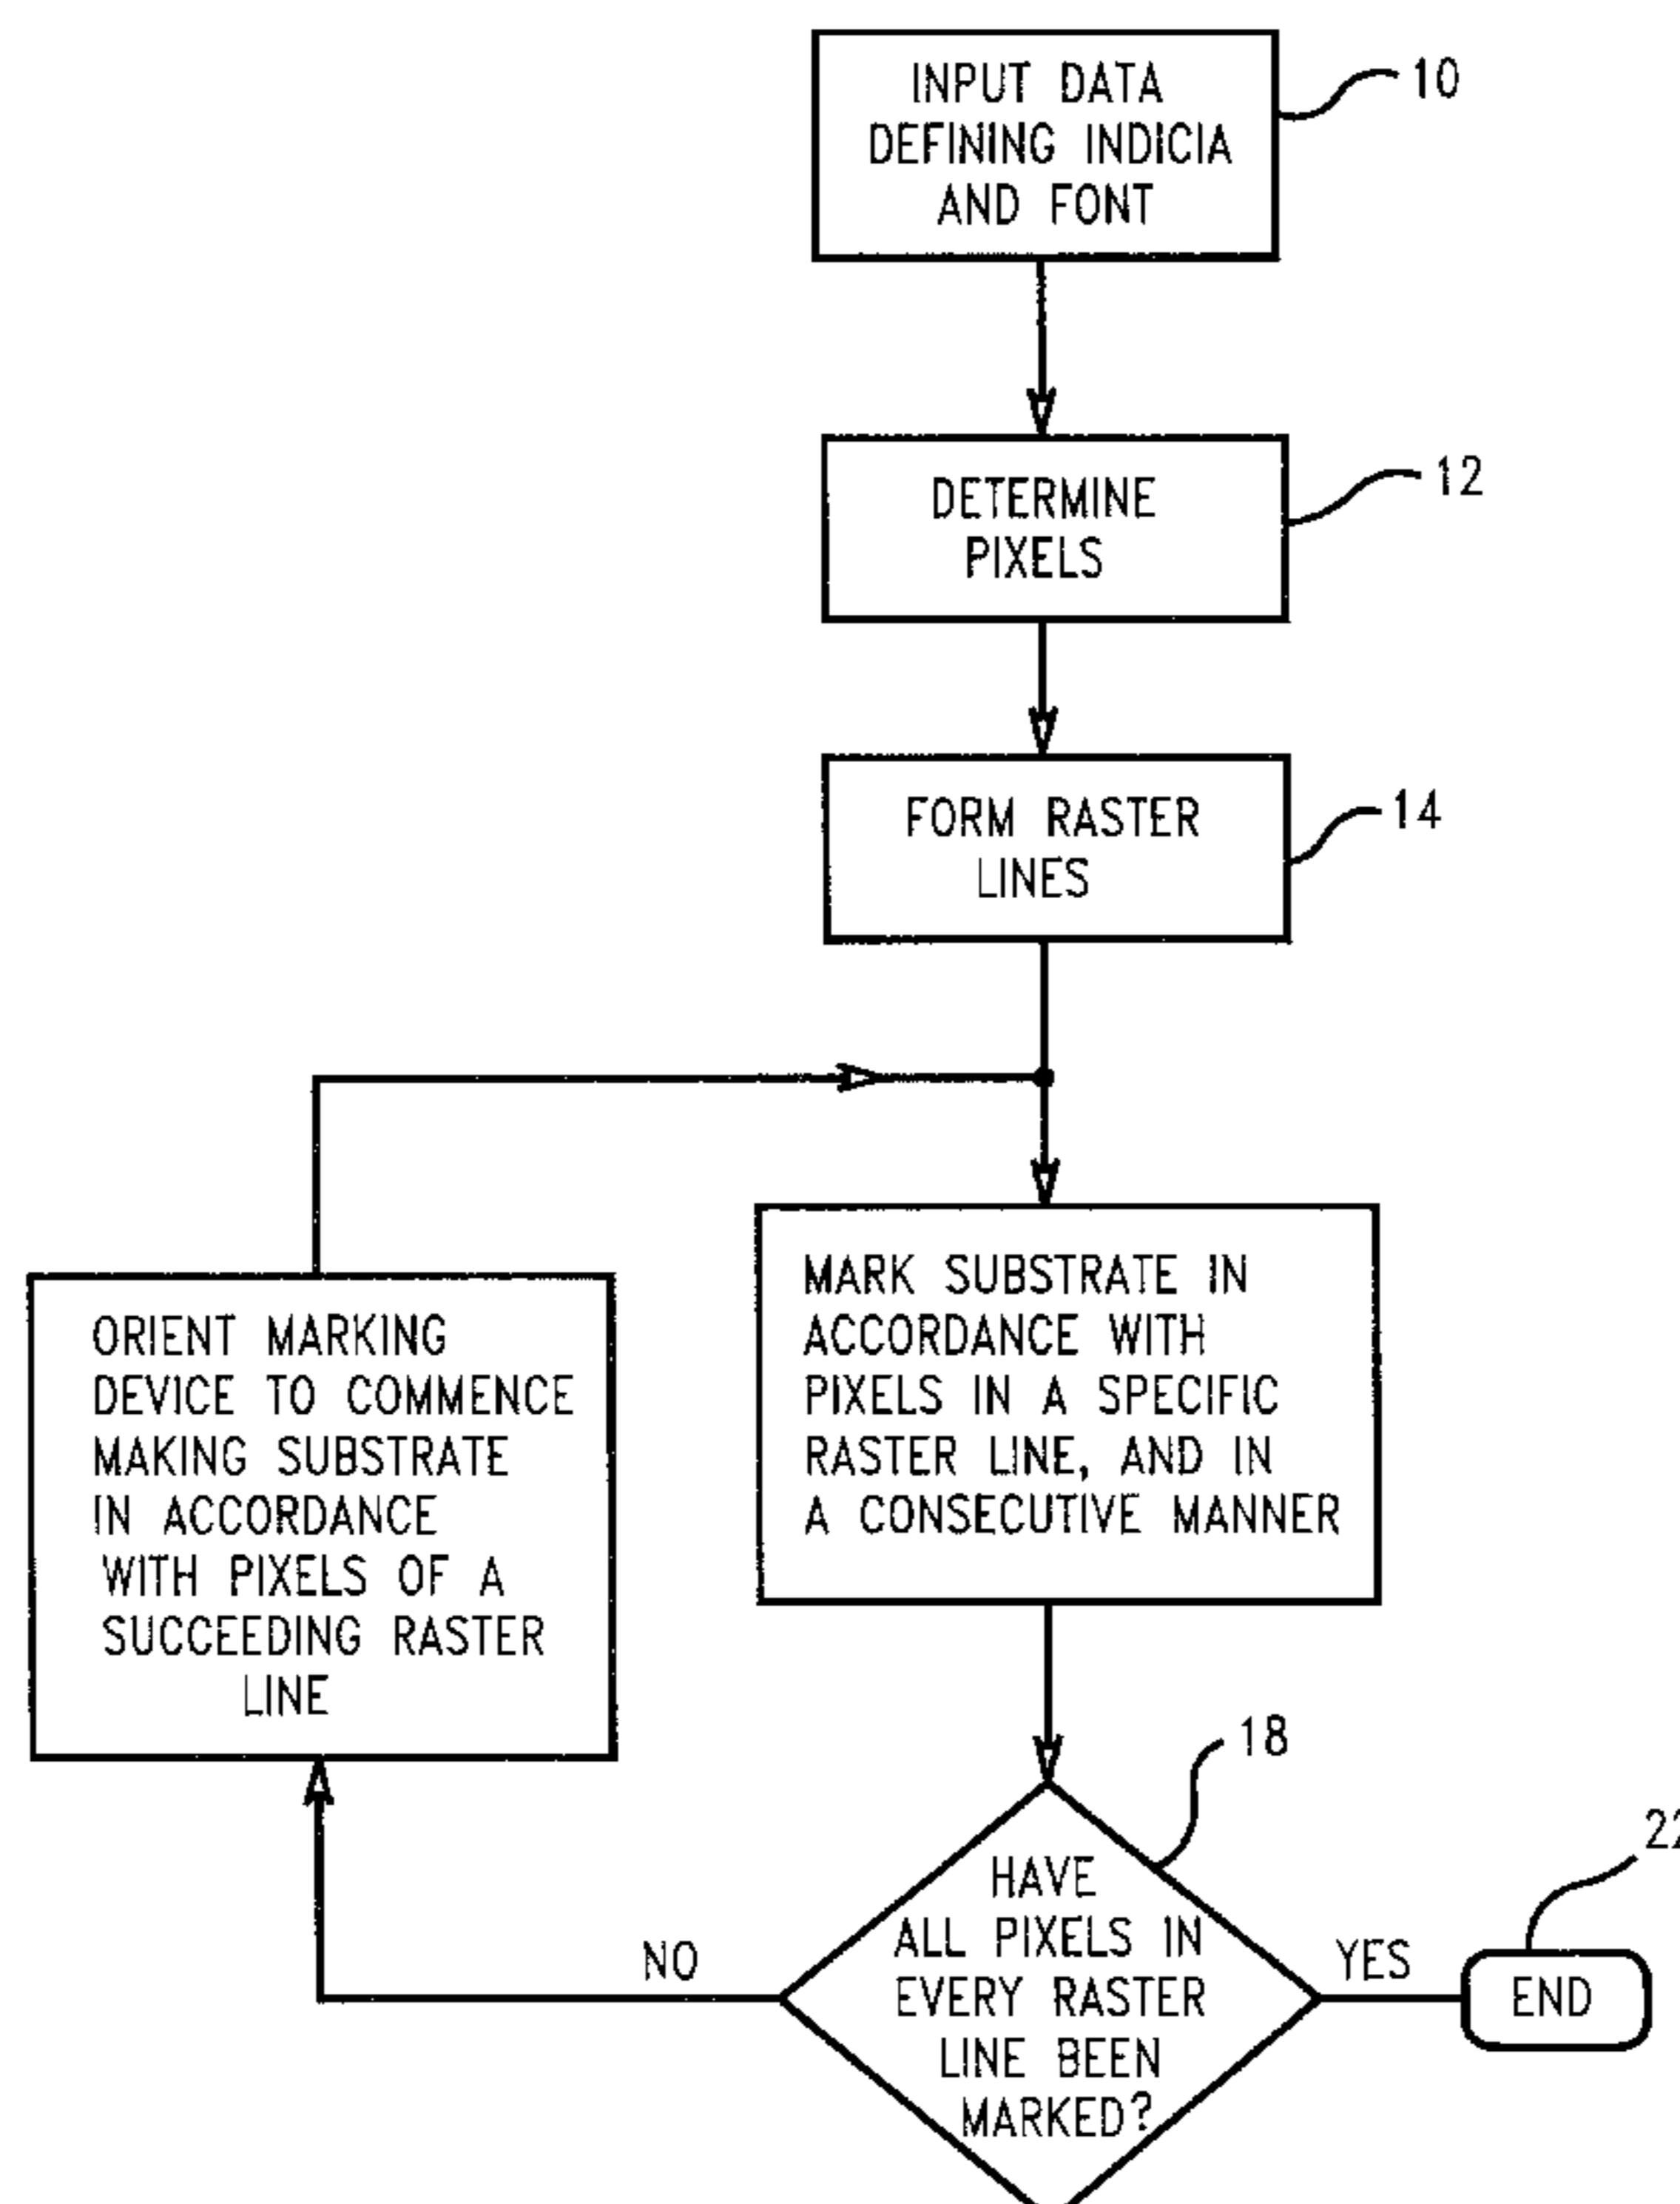 INPUT DATA
DEFINING INDICIA
AND FONT
10
DETERMINE
PIXELS
12
FORM RASTER
LINES
14
MARK SUBSTRATE IN
ACCORDANCE WITH
PIXELS IN A SPECIFIC
RASTER LINE, AND IN
A CONSECUTIVE MANNER
ORIENT MARKING
DEVICE TO COMMENCE
MAKING SUBSTRATE
IN ACCORDANCE
WITH PIXELS OF A
SUCCEEDING RASTER
LINE
18
HAVE
ALL PIXELS IN
EVERY RASTER
LINE BEEN
MARKED?
NO
YES
22
END